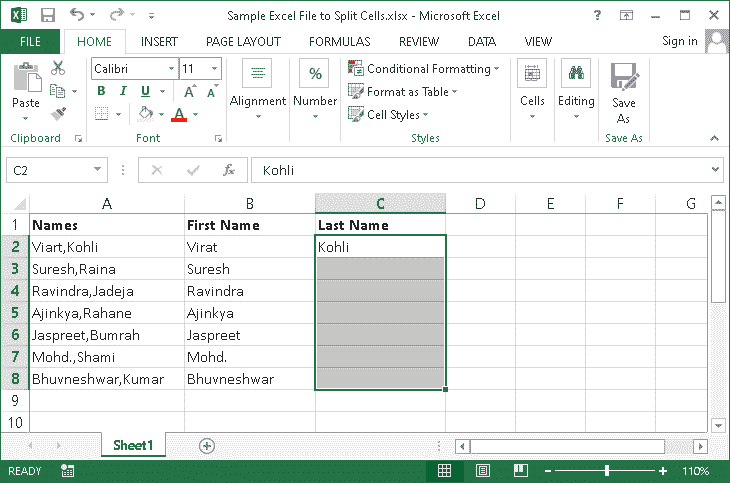 Sample Excel File to Split Cells.xlsx - Microsoft Excel
FILE HOME INSERT PAGE LAYOUT FORMULAS REVIEW DATA VIEW Sign in
Paste
Clipboard
Calibri 11
B I U A A
A
Font
Alignment
%
Number
Conditional Formatting
Format as Table
Cell Styles
Styles
Cells
Editing
Save
As
Save As
C2 fx Kohli
A B C D E F G
1 Names First Name Last Name
2 Viart,Kohli Virat Kohli
3 Suresh,Raina Suresh
4 Ravindra,Jadeja Ravindra
5 Ajinkya,Rahane Ajinkya
6 Jaspreet,Bumrah Jaspreet
7 Mohd.,Shami Mohd.
8 Bhuvneshwar,Kumar Bhuvneshwar
9
10
Sheet1
READY 110%